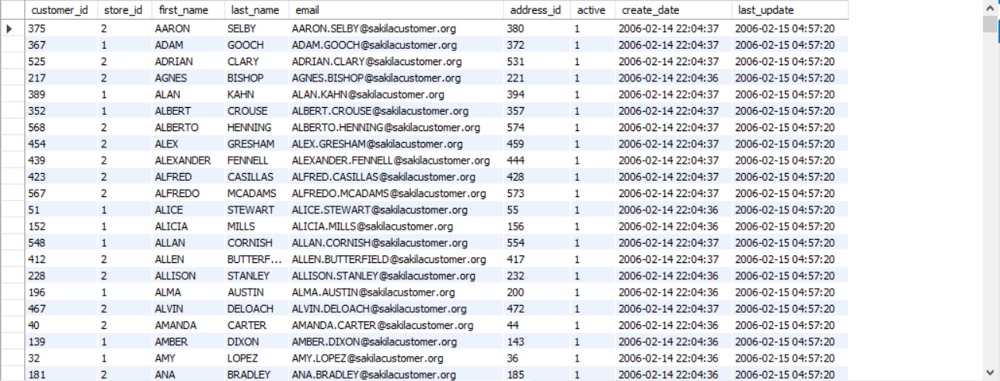 customer_id store_id first_name last_name email address_id active create_date last_update
375 2 AARON SELBY AARON.SELBY@sakilacustomer.org 380 1 2006-02-14 22:04:37 2006-02-15 04:57:20
367 1 ADAM GOOCH ADAM.GOOCH@sakilacustomer.org 372 1 2006-02-14 22:04:37 2006-02-15 04:57:20
525 2 ADRIAN CLARY ADRIAN.CLARY@sakilacustomer.org 531 1 2006-02-14 22:04:37 2006-02-15 04:57:20
217 2 AGNES BISHOP AGNES.BISHOP@sakilacustomer.org 221 1 2006-02-14 22:04:36 2006-02-15 04:57:20
389 1 ALAN KAHN ALAN.KAHN@sakilacustomer.org 394 1 2006-02-14 22:04:37 2006-02-15 04:57:20
352 1 ALBERT CROUSE ALBERT.CROUSE@sakilacustomer.org 357 1 2006-02-14 22:04:37 2006-02-15 04:57:20
568 2 ALBERTO HENNING ALBERTO.HENNING@sakilacustomer.org 574 1 2006-02-14 22:04:37 2006-02-15 04:57:20
454 2 ALEX GRESHAM ALEX.GRESHAM@sakilacustomer.org 459 1 2006-02-14 22:04:37 2006-02-15 04:57:20
439 2 ALEXANDER FENNELL ALEXANDER.FENNELL@sakilacustomer.org 444 1 2006-02-14 22:04:37 2006-02-15 04:57:20
423 2 ALFRED CASILLAS ALFRED.CASILLAS@sakilacustomer.org 428 1 2006-02-14 22:04:37 2006-02-15 04:57:20
567 2 ALFREDO MCADAMS ALFREDO.MCADAMS@sakilacustomer.org 573 1 2006-02-14 22:04:37 2006-02-15 04:57:20
51 1 ALICE STEWART ALICE.STEWART@sakilacustomer.org 55 1 2006-02-14 22:04:36 2006-02-15 04:57:20
152 1 ALICIA MILLS ALICIA.MILLS@sakilacustomer.org 156 1 2006-02-14 22:04:36 2006-02-15 04:57:20
548 1 ALLAN CORNISH ALLAN.CORNISH@sakilacustomer.org 554 1 2006-02-14 22:04:37 2006-02-15 04:57:20
412 2 ALLEN BUTTERF... ALLEN.BUTTERFIELD@sakilacustomer.org 417 1 2006-02-14 22:04:37 2006-02-15 04:57:20
228 2 ALLISON STANLEY ALLISON.STANLEY@sakilacustomer.org 232 1 2006-02-14 22:04:36 2006-02-15 04:57:20
196 1 ALMA AUSTIN ALMA.AUSTIN@sakilacustomer.org 200 1 2006-02-14 22:04:36 2006-02-15 04:57:20
467 2 ALVIN DELOACH ALVIN.DELOACH@sakilacustomer.org 472 1 2006-02-14 22:04:37 2006-02-15 04:57:20
40 2 AMANDA CARTER AMANDA.CARTER@sakilacustomer.org 44 1 2006-02-14 22:04:36 2006-02-15 04:57:20
139 1 AMBER DIXON AMBER.DIXON@sakilacustomer.org 143 1 2006-02-14 22:04:36 2006-02-15 04:57:20
32 1 AMY LOPEZ AMY.LOPEZ@sakilacustomer.org 36 1 2006-02-14 22:04:36 2006-02-15 04:57:20
181 2 ANA BRADLEY ANA.BRADLEY@sakilacustomer.org 185 1 2006-02-14 22:04:36 2006-02-15 04:57:20